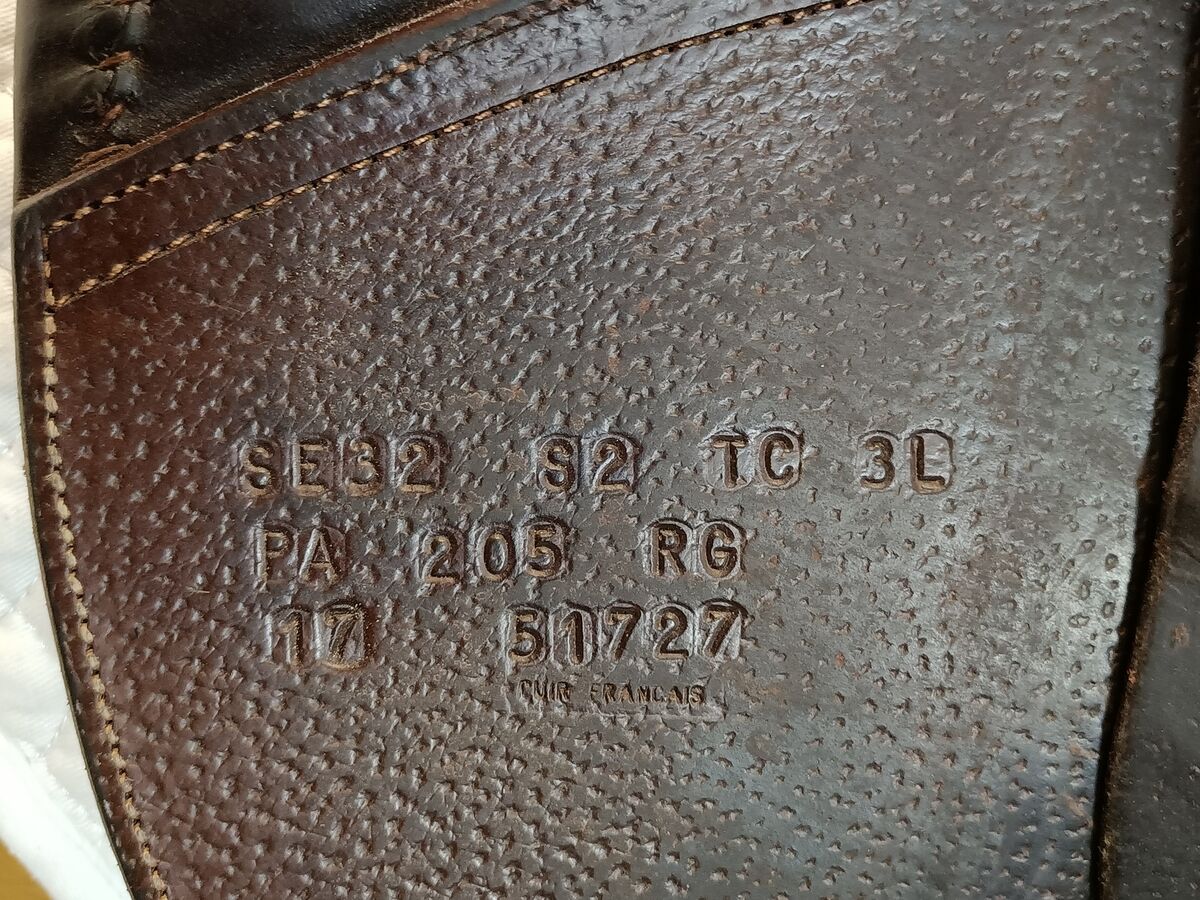 SE32 S2 TC 3L
PA 205 RG
17 51727
CUIR FRANCAIS